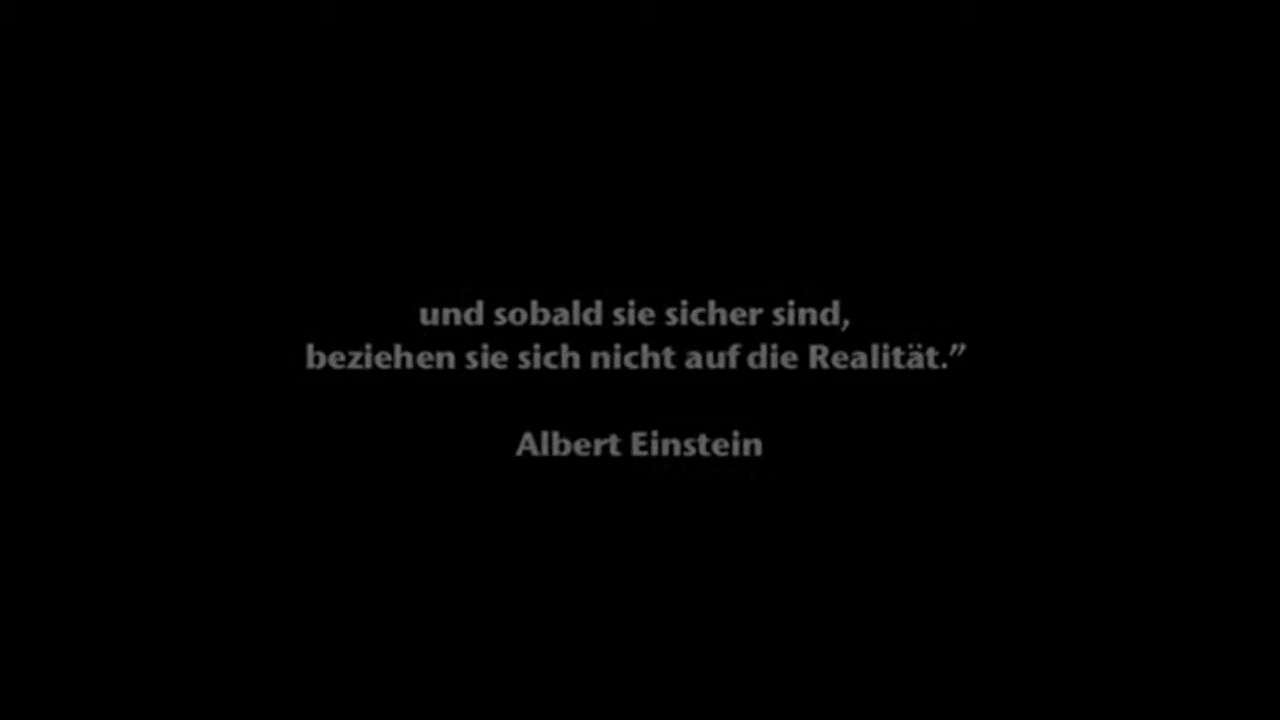 und sobald sie sicher sind,
beziehen sie sich nicht auf die Realität.”
Albert Einstein